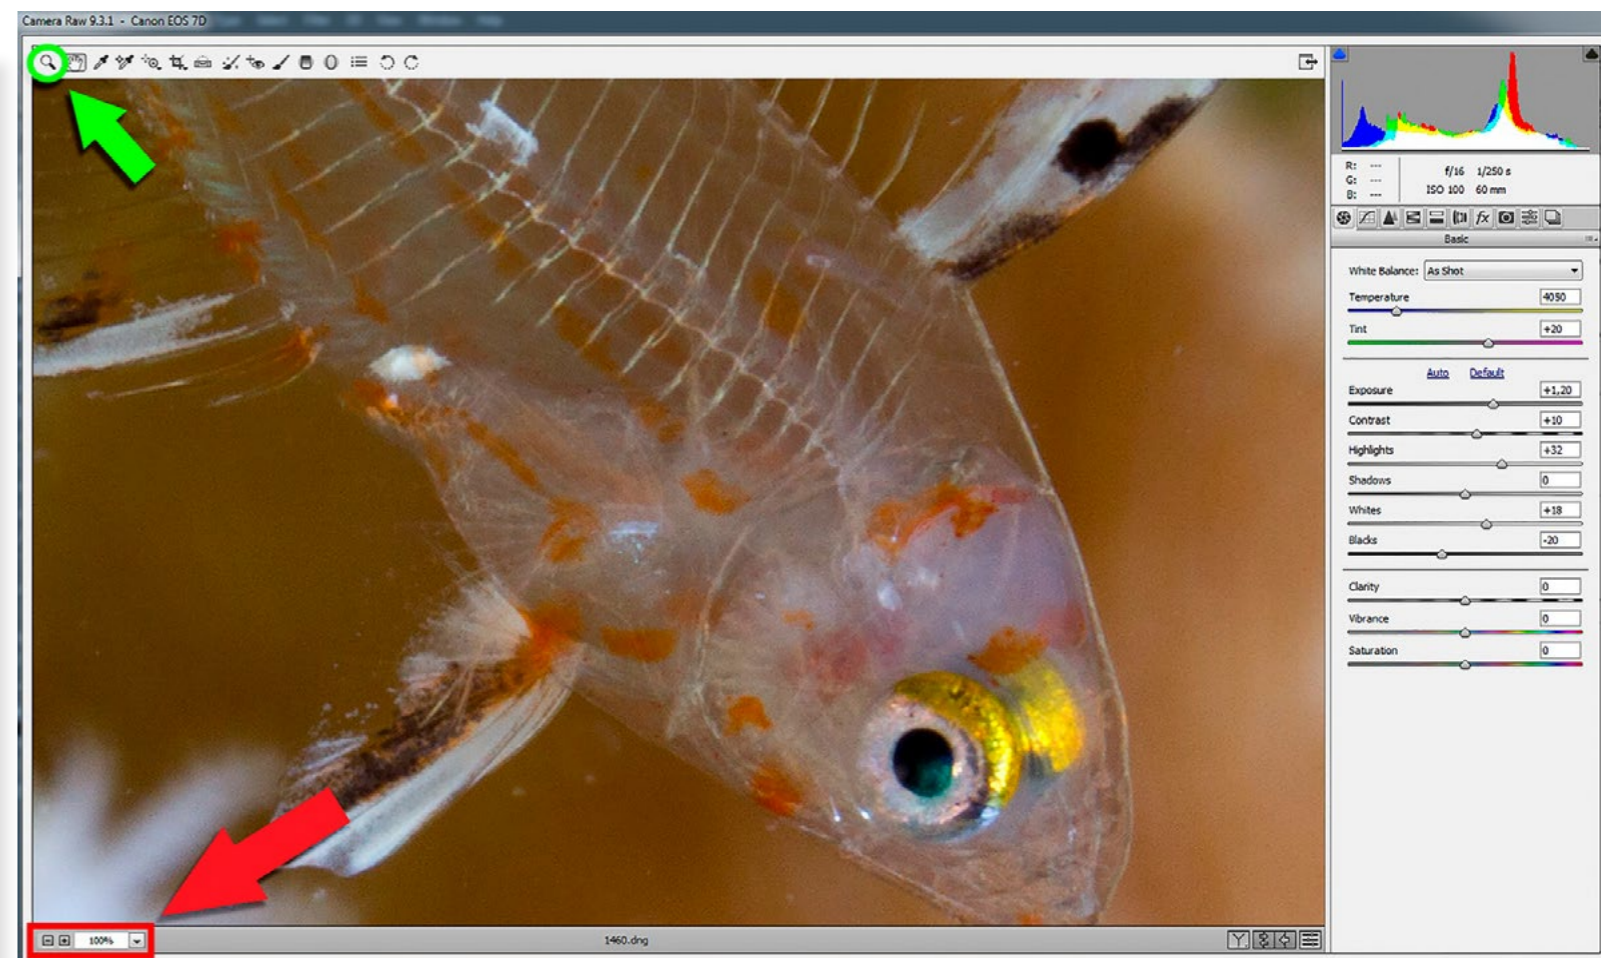 Camera Raw 9.3.1 - Canon EOS 7D
R: ---
G: ---
B: ---
f/16 1/250 s
ISO 100 60 mm
fx
Basic
White Balance: As Shot
Temperature 4050
Tint +20
Auto Default
Exposure +1,20
Contrast +10
Highlights +32
Shadows 0
Whites +18
Blacks -20
Clarity 0
Vibrance 0
Saturation 0
100%
1460.dng
Y